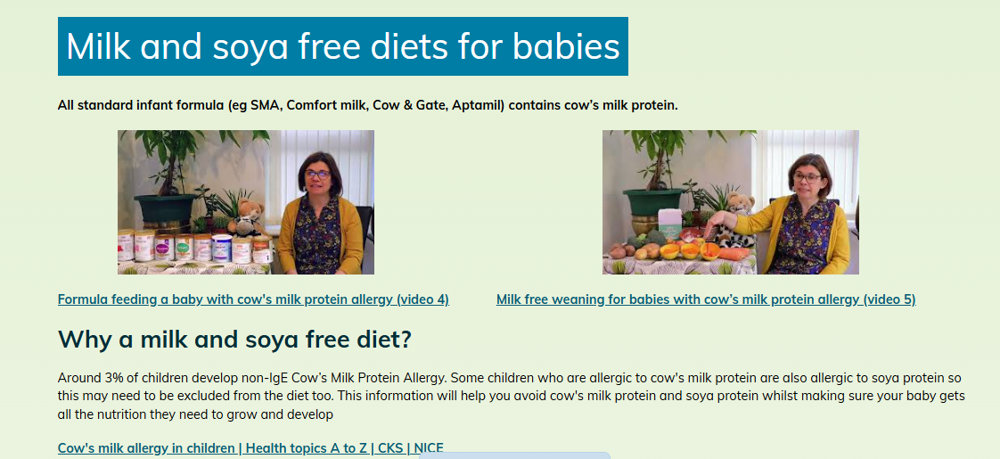 Milk and soya free diets for babies
All standard infant formula (eg SMA, Comfort milk, Cow & Gate, Aptamil) contains cow’s milk protein.
Formula feeding a baby with cow's milk protein allergy (video 4)
Milk free weaning for babies with cow’s milk protein allergy (video 5)
Why a milk and soya free diet?
Around 3% of children develop non-IgE Cow’s Milk Protein Allergy. Some children who are allergic to cow's milk protein are also allergic to soya protein so
this may need to be excluded from the diet too. This information will help you avoid cow's milk protein and soya protein whilst making sure your baby gets
all the nutrition they need to grow and develop
Cow's milk allergy in children | Health topics A to Z | CKS | NICE